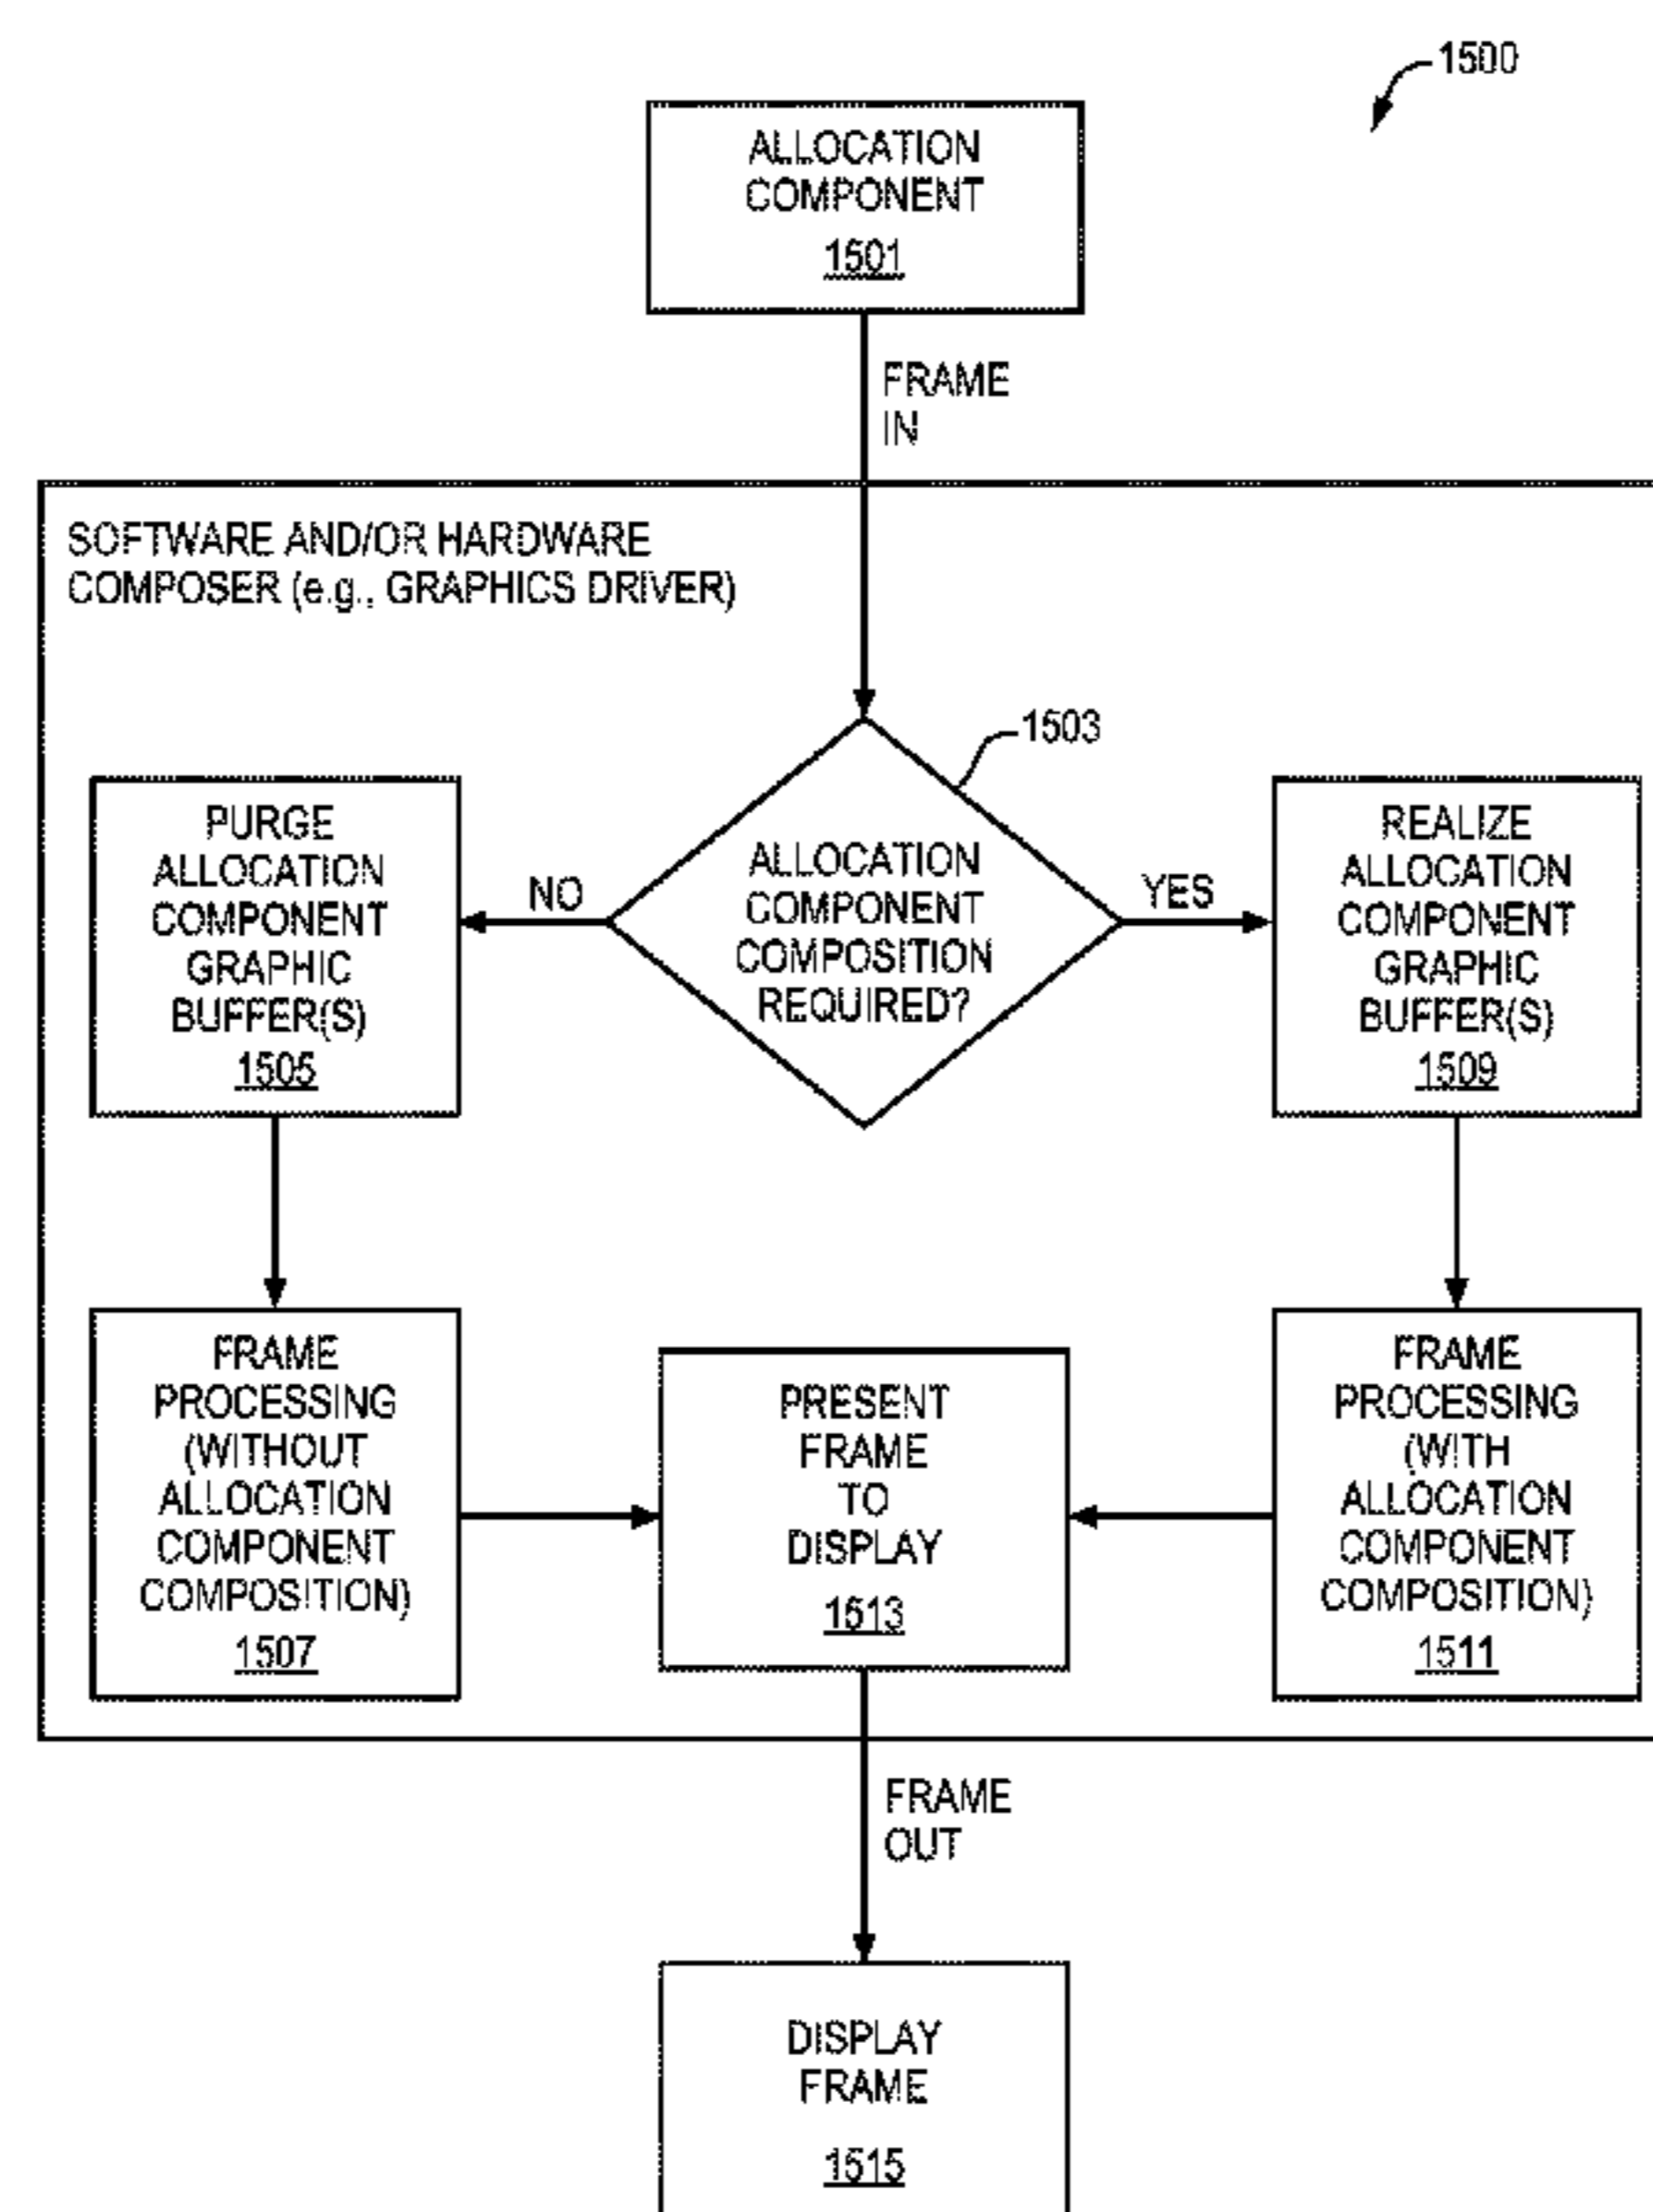 1500
ALLOCATION
COMPONENT
1501
FRAME
IN
SOFTWARE AND/OR HARDWARE
COMPOSER (e.g., GRAPHICS DRIVER)
1503
PURGE
ALLOCATION
COMPONENT
GRAPHIC
BUFFER(S)
1505
NO
ALLOCATION
COMPONENT
COMPOSITION
REQUIRED?
YES
REALIZE
ALLOCATION
COMPONENT
GRAPHIC
BUFFER(S)
1509
FRAME
PROCESSING
(WITHOUT
ALLOCATION
COMPONENT
COMPOSITION)
1507
PRESENT
FRAME
TO
DISPLAY
1513
FRAME
PROCESSING
(WITH
ALLOCATION
COMPONENT
COMPOSITION)
1511
FRAME
OUT
DISPLAY
FRAME
1515